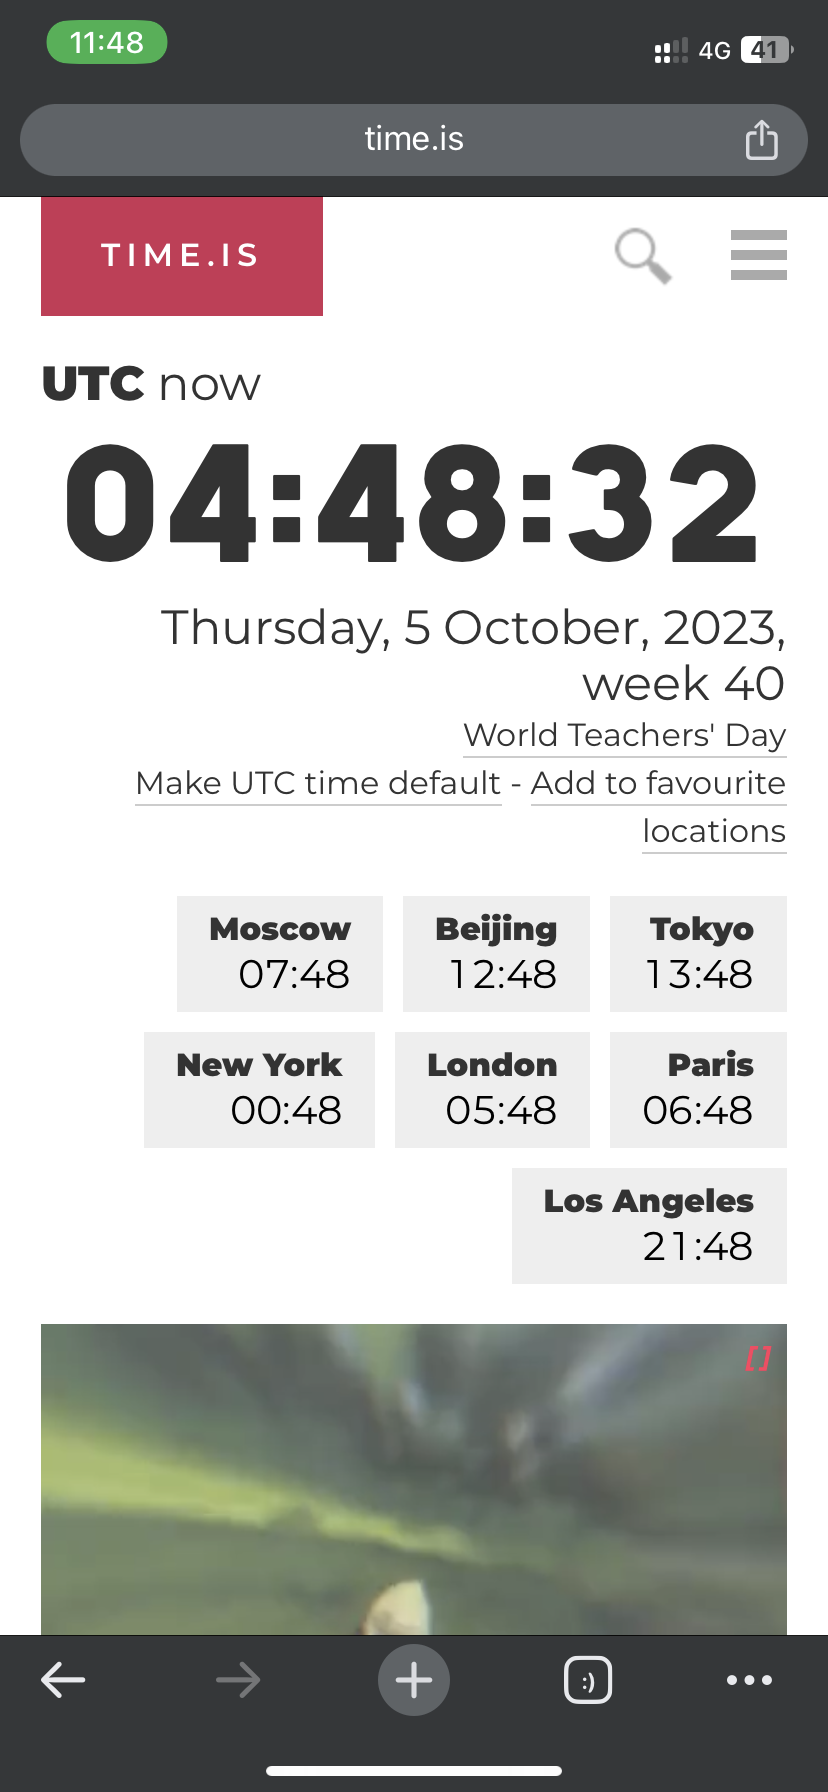 11:48
4G 41
time.is
TIME.IS
UTC now
04:48:32
Thursday, 5 October, 2023,
week 40
World Teachers' Day
Make UTC time default - Add to favourite
locations
Moscow Beijing Tokyo
07:48 12:48 13:48
New York London Paris
00:48 05:48 06:48
Los Angeles
21:48
[]
:)